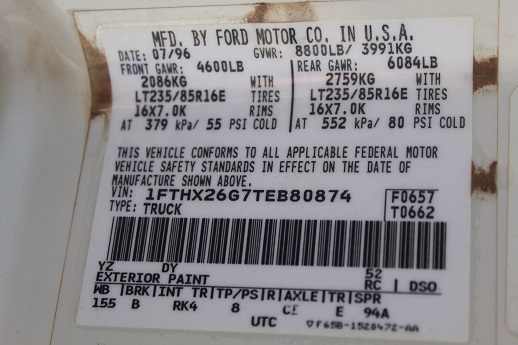 MFD. BY FORD MOTOR CO. IN U.S.A.
DATE: 07/96 GVWR: 8800LB/ 3991KG
FRONT GAWR: 4600LB REAR GAWR: 6084LB
2086KG WITH 2759KG WITH
LT235/85R16E TIRES LT235/85R16E TIRES
16X7.0K RIMS 16X7.0K RIMS
AT 379 kPa/ 55 PSI COLD AT 552 kPa/ 80 PSI COLD
THIS VEHICLE CONFORMS TO ALL APPLICABLE FEDERAL MOTOR
VEHICLE SAFETY STANDARDS IN EFFECT ON THE DATE OF
MANUFACTURE SHOWN ABOVE.
VIN: 1FTHX26G7TEB80874 F0657
TYPE: TRUCK T0662
YZ DY 52
EXTERIOR PAINT RC DSO
WB BRK INT TR TP/PS R AXLE TR SPR
155 B RK4 8 E 94A
UTC F65B-1520472-AA